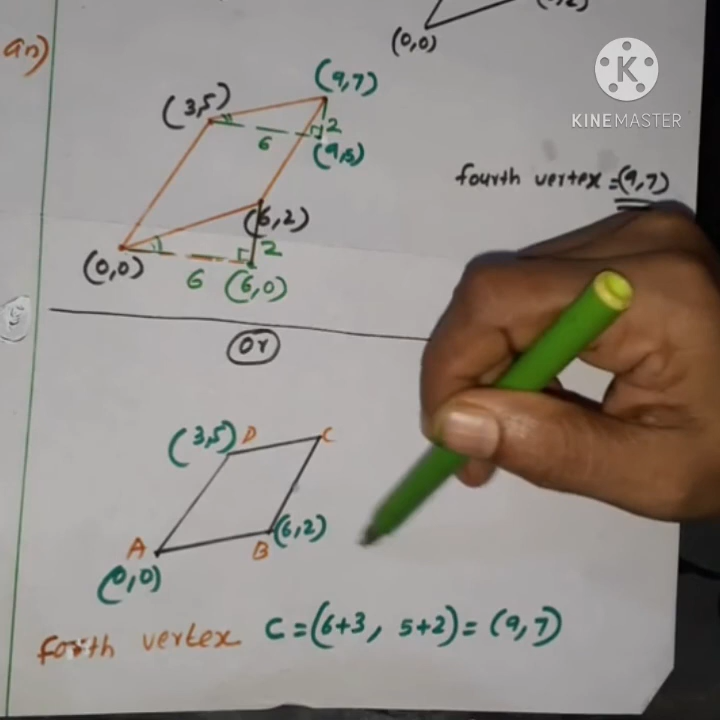 (0,0)
an)
(9,7)
(3,5)
2
6
(9,5)
fourth vertex = (9,7)
(6,2)
2
(0,0)
6
(6,0)
5
Or
(3,5) D
C
A
B
(6,2)
(0,0)
forth vertex C = (6+3, 5+2) = (9,7)
KINEMASTER